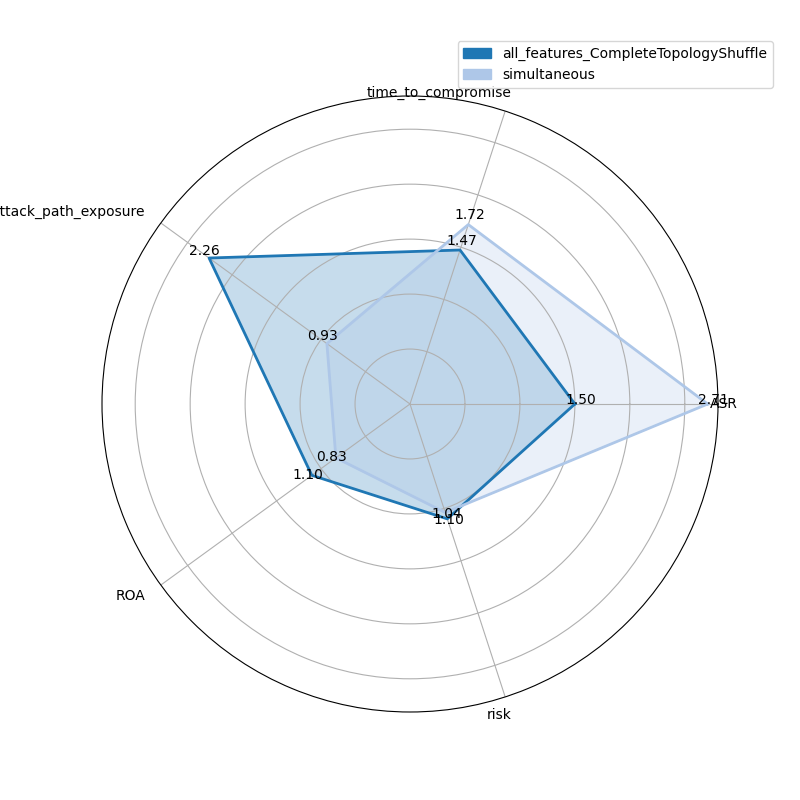 all_features_CompleteTopologyShuffle
simultaneous
time_to_compromise
ttack_path_exposure
1.72
1.47
2.26
0.93
1.50
2.71
ASR
0.83
1.10
1.04
1.10
ROA
risk